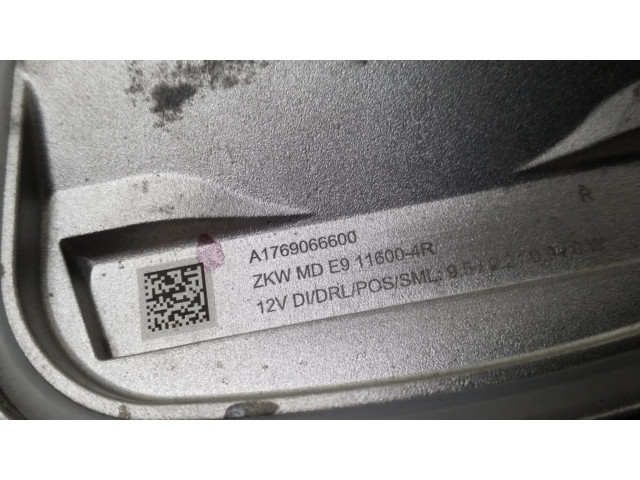 R
A1769066600
ZKW MD E9 11600-4R
12V DI/DRL/POS/SML: